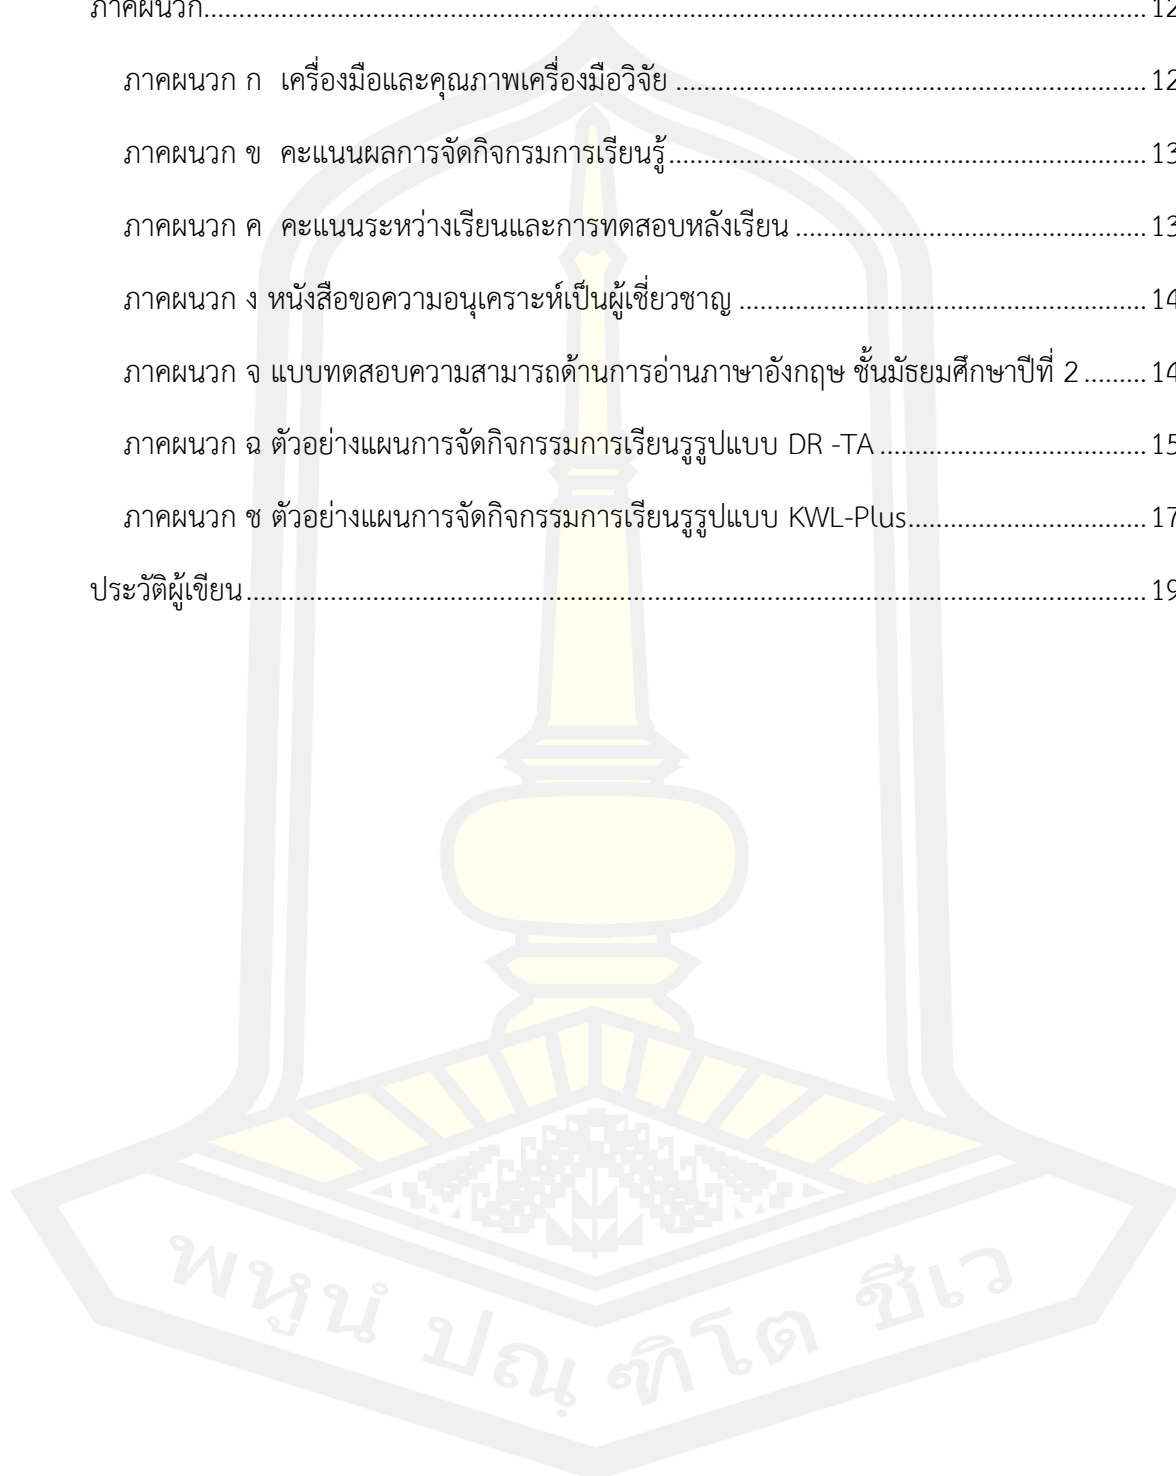 ภาคผนวก.......................................................................................................................... 12
ภาคผนวก ก เครื่องมือและคุณภาพเครื่องมือวิจัย ............................................................. 12
ภาคผนวก ข คะแนนผลการจัดกิจกรมการเรียนรู้.............................................................. 13
ภาคผนวก ค คะแนนระหว่างเรียนและการทดสอบหลังเรียน .............................................. 13
ภาคผนวก ง หนังสือขอความอนุเคราะห์เป็นผู้เชี่ยวชาญ ..................................................... 14
ภาคผนวก จ แบบทดสอบความสามารถด้านการอ่านภาษาอังกฤษ ชั้นมัธยมศึกษาปีที่ 2 ......... 14
ภาคผนวก ฉ ตัวอย่างแผนการจัดกิจกรรมการเรียนรูรูปแบบ DR -TA ................................... 15
ภาคผนวก ช ตัวอย่างแผนการจัดกิจกรรมการเรียนรูรูปแบบ KWL-Plus............................... 17
ประวัติผู้เขียน .................................................................................................................... 19
พหูนํ ปณฺฑิโต ชีเว